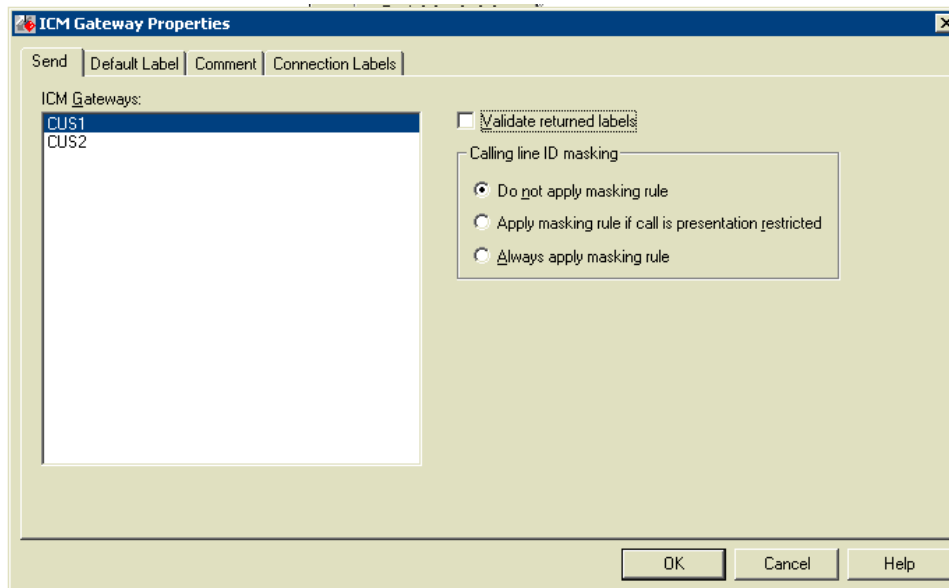 ICM Gateway Properties
Send
Default Label
Comment
Connection Labels
ICM Gateways:
CUS1
CUS2
Validate returned labels
Calling line ID masking
Do not apply masking rule
Apply masking rule if call is presentation restricted
Always apply masking rule
OK
Cancel
Help